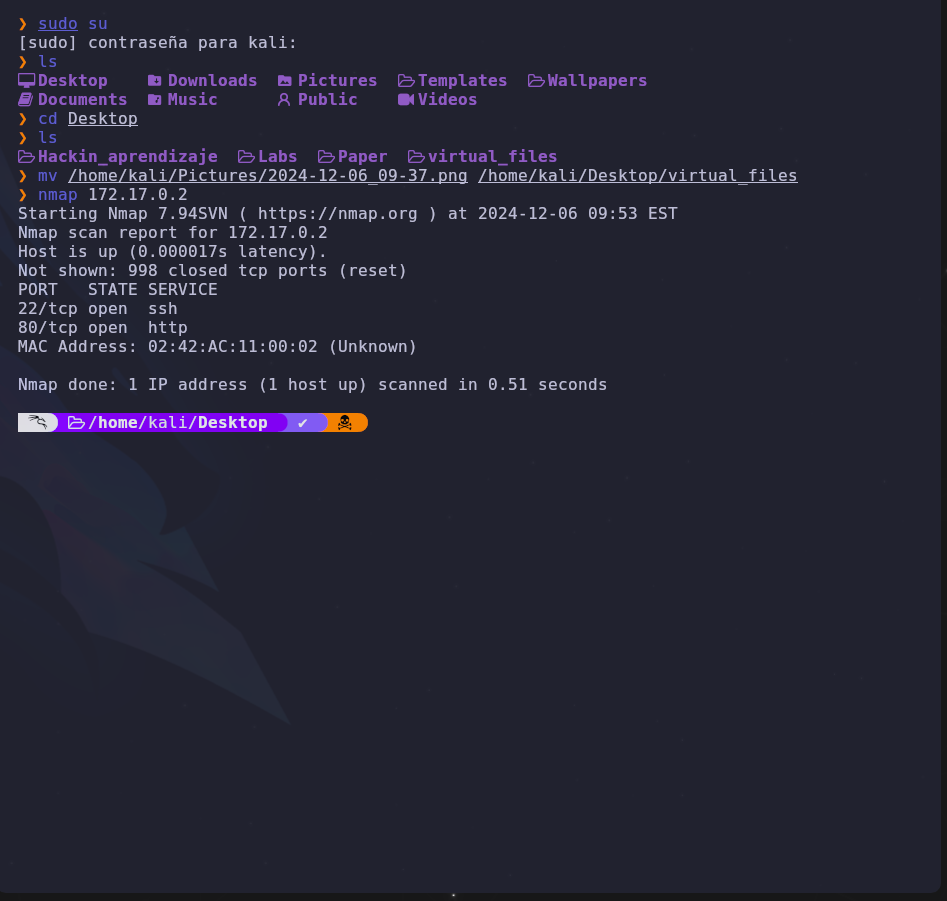 ❯ sudo su
[sudo] contraseña para kali:
❯ ls
Desktop Downloads Pictures Templates Wallpapers
Documents Music Public Videos
❯ cd Desktop
❯ ls
Hackin_aprendizaje Labs Paper virtual_files
❯ mv /home/kali/Pictures/2024-12-06_09-37.png /home/kali/Desktop/virtual_files
❯ nmap 172.17.0.2
Starting Nmap 7.94SVN ( https://nmap.org ) at 2024-12-06 09:53 EST
Nmap scan report for 172.17.0.2
Host is up (0.000017s latency).
Not shown: 998 closed tcp ports (reset)
PORT   STATE SERVICE
22/tcp open  ssh
80/tcp open  http
MAC Address: 02:42:AC:11:00:02 (Unknown)
Nmap done: 1 IP address (1 host up) scanned in 0.51 seconds
/home/kali/Desktop ✔ ☠